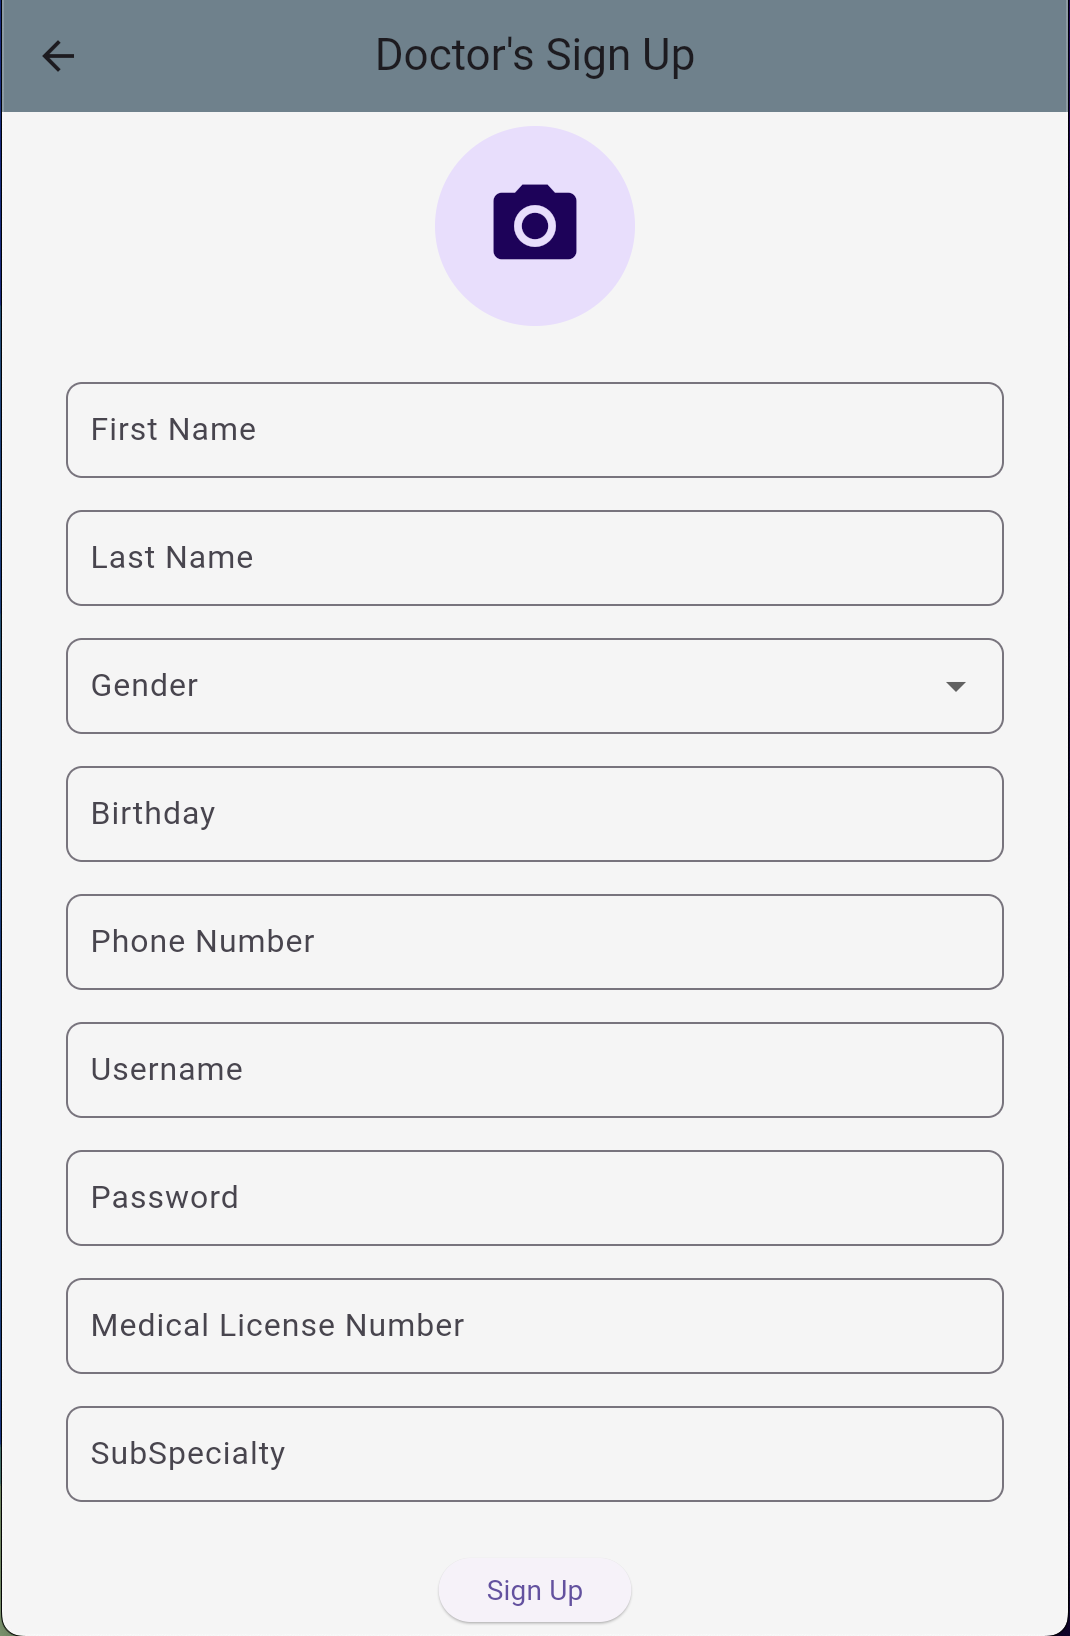 Doctor's Sign Up
First Name
Last Name
Gender
Birthday
Phone Number
Username
Password
Medical License Number
SubSpecialty
Sign Up